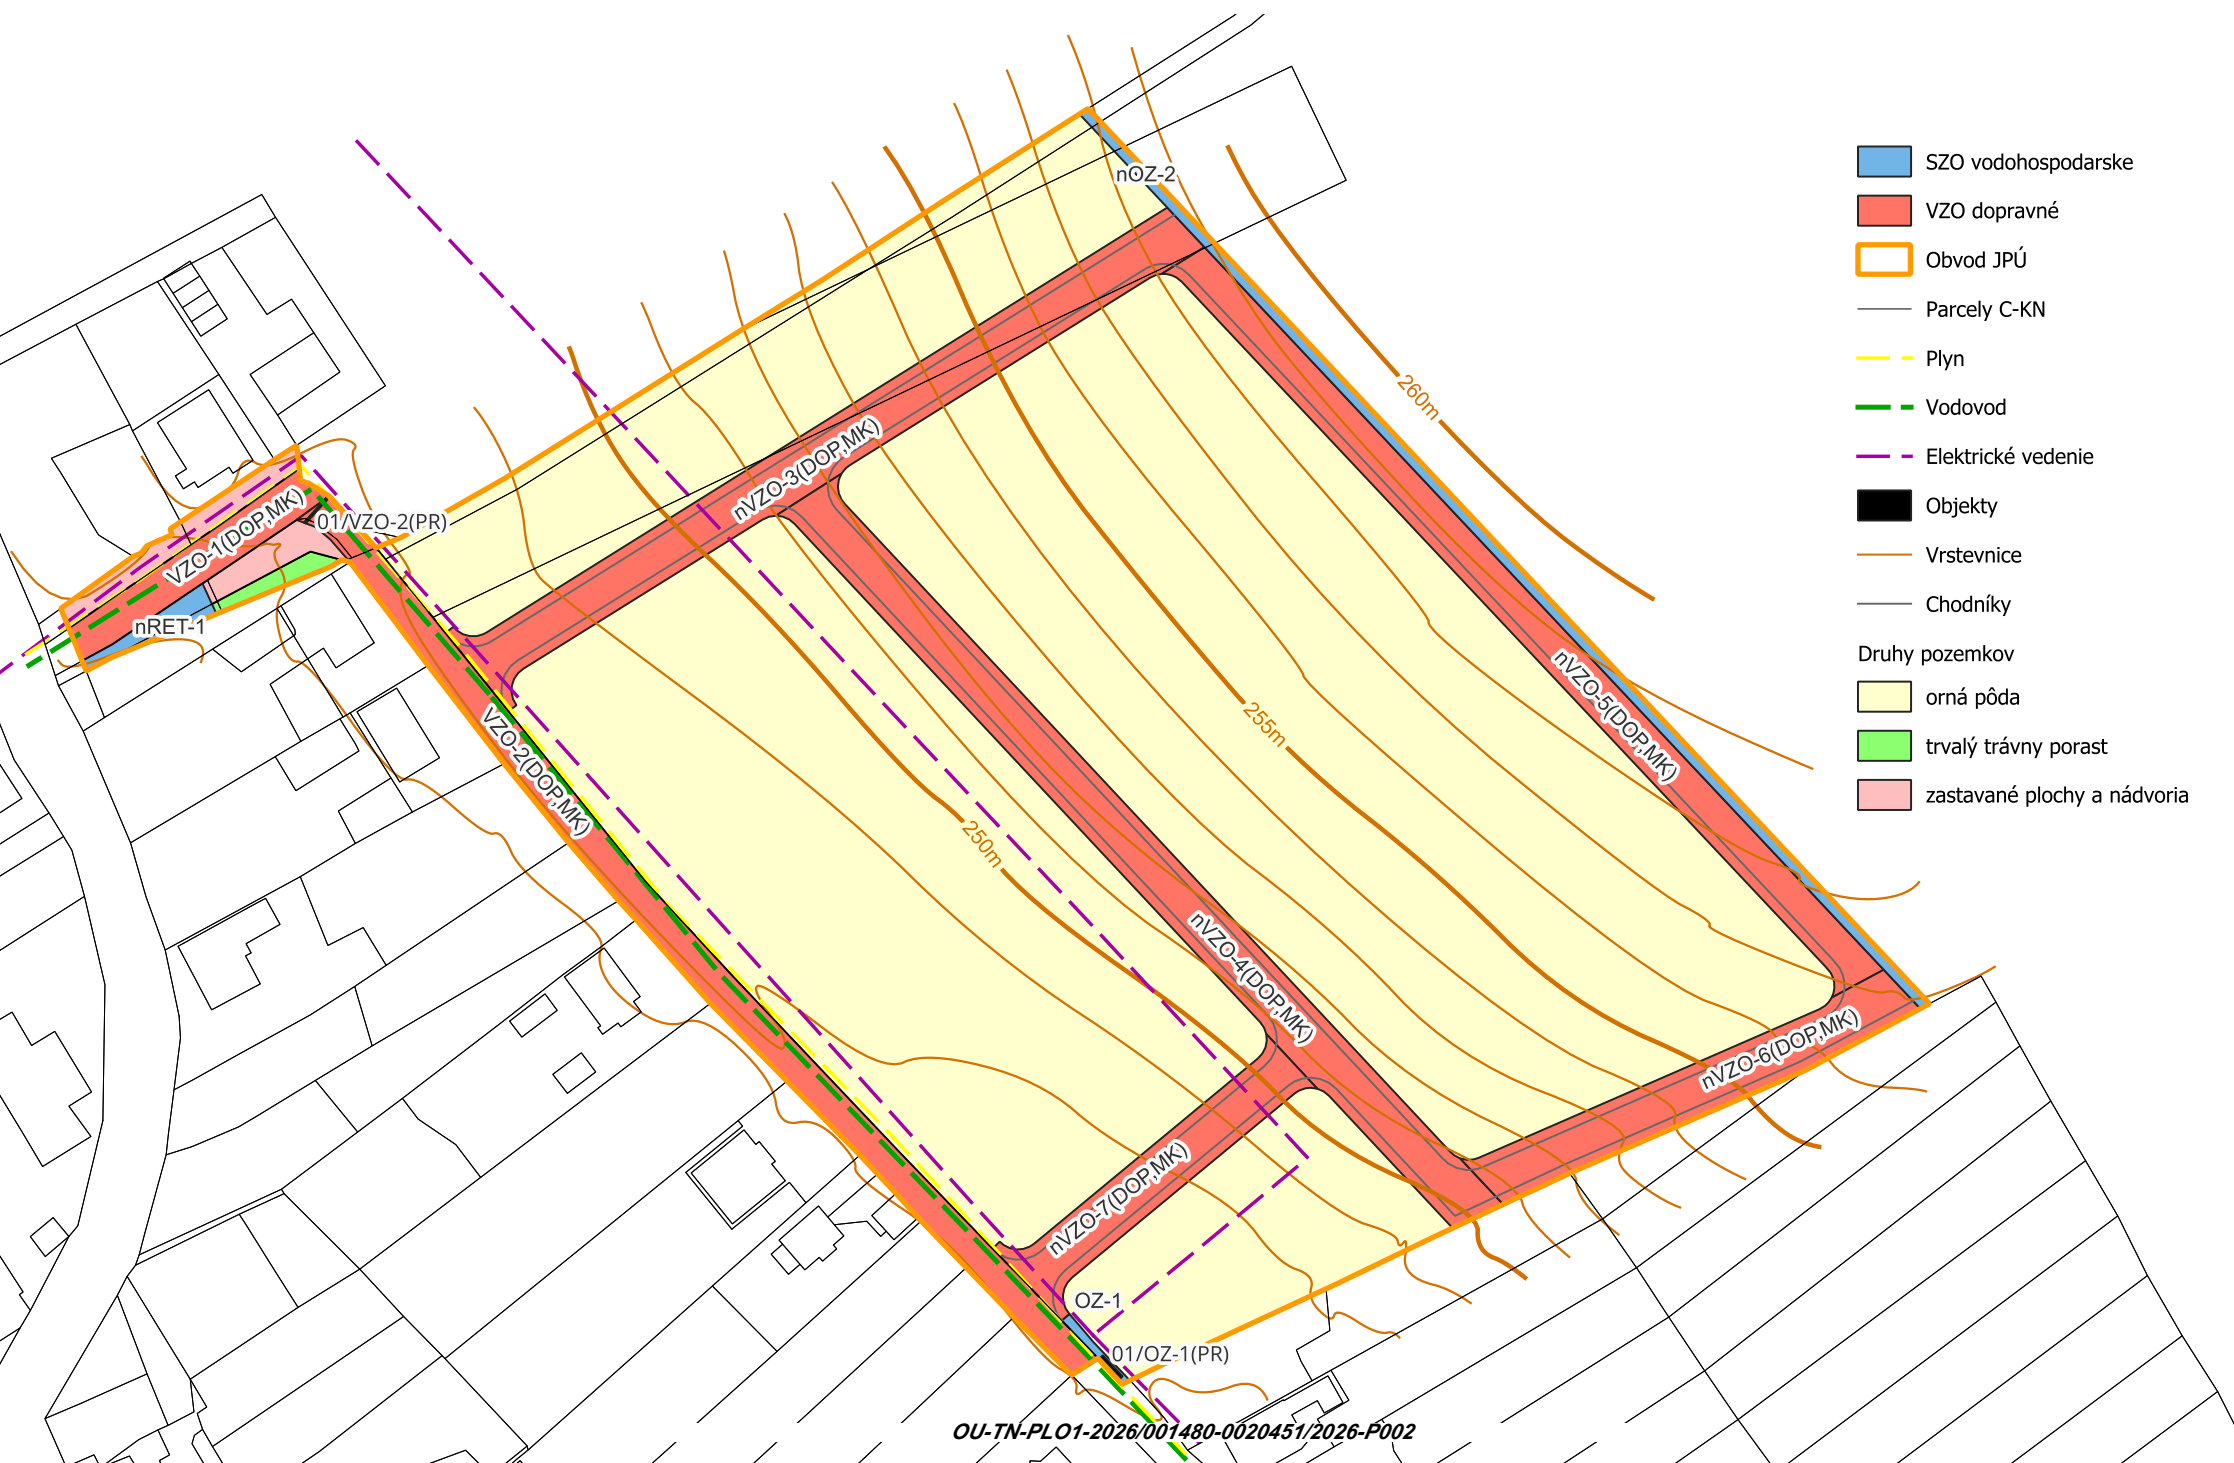 nOZ-2
SZO vodohospodarske
VZO dopravné
Obvod JPÚ
Parcely C-KN
Plyn
Vodovod
Elektrické vedenie
Objekty
Vrstevnice
Chodníky
Druhy pozemkov
orná pôda
trvalý trávny porast
zastavané plochy a nádvoria
260m
nVZO-3(DOP,MK)
VZO-1(DOP,MK)
01/VZO-2(PR)
nRET-1
255m
nVZO-5(DOP,MK)
VZO-2(DOP,MK)
250m
nVZO-4(DOP,MK)
nVZO-6(DOP,MK)
nVZO-7(DOP,MK)
OZ-1
01/OZ-1(PR)
OU-TN-PLO1-2026/001480-0020451/2026-P002